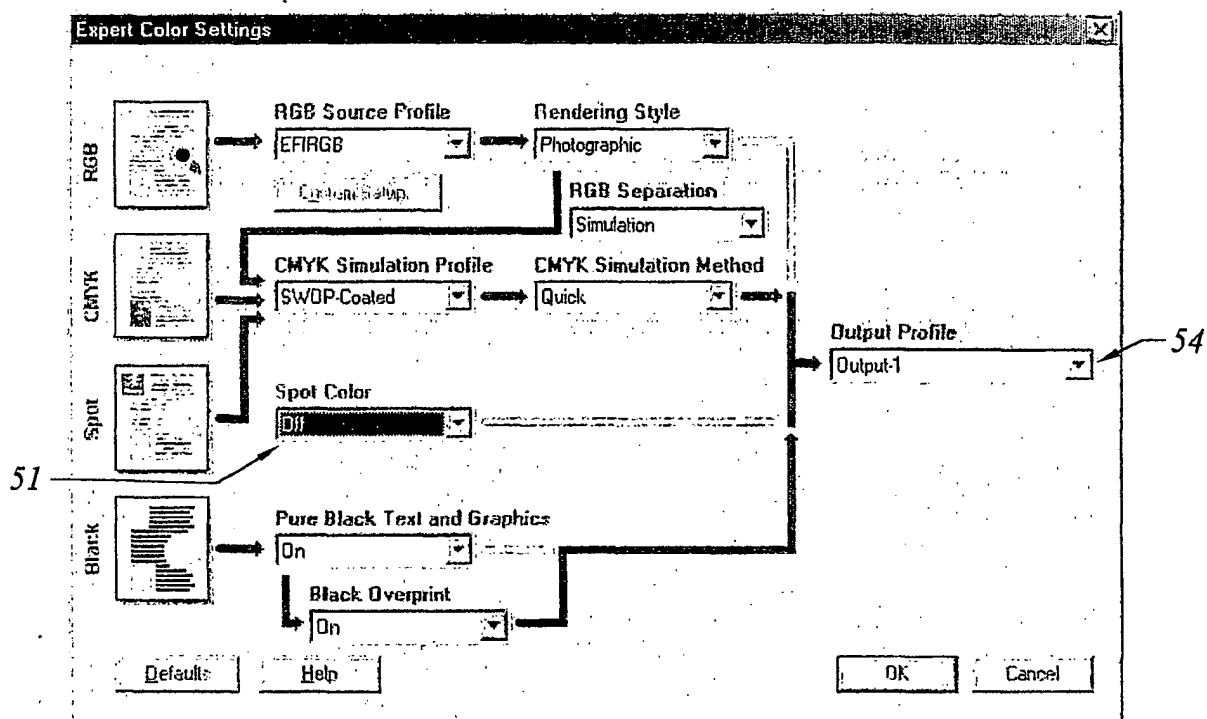 Expert Color Settings
RGB
RGB Source Profile
EFIRGB
Rendering Style
Photographic
Custom Setup.
RGB Separation
Simulation
CMYK
CMYK Simulation Profile
SWOP-Coated
CMYK Simulation Method
Quick
Output Profile
Output-1
54
Spot
Spot Color
Off
51
Black
Pure Black Text and Graphics
On
Black Overprint
On
Defaults
Help
OK
Cancel